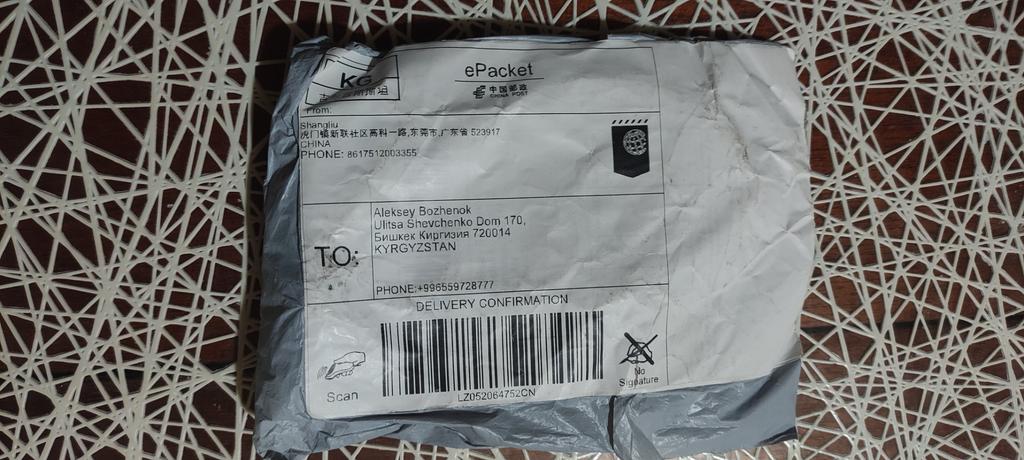 KG
ePacket
中国邮政
CHINA POST
From:
Shangliu
虎门镇新联社区高科一路,东莞市,广东省 523917
CHINA
PHONE: 8617512003355
TO:
Aleksey Bozhenok
Ulitsa Shevchenko Dom 170,
Бишкек Киргизия 720014
KYRGYZSTAN
PHONE:+996559728777
DELIVERY CONFIRMATION
Scan
LZ052064752CN
No
Signature